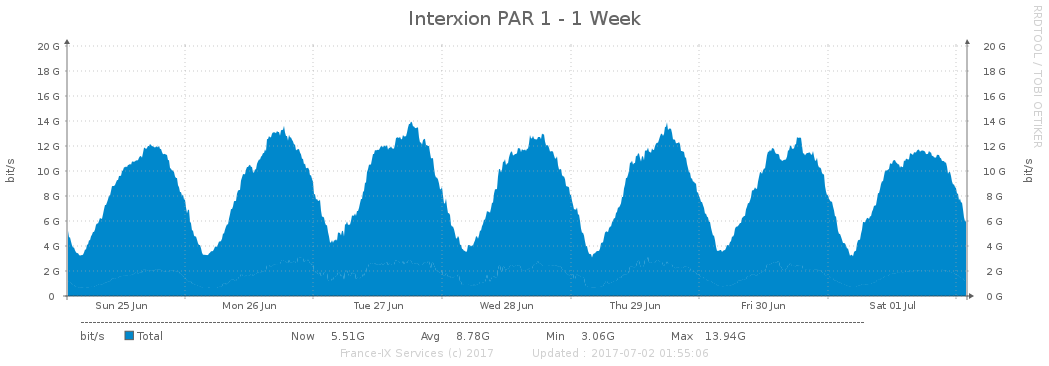 Interxion PAR 1 - 1 Week
RRDTOOL / TOBI OETIKER
20 G 20 G
18 G 18 G
16 G 16 G
14 G 14 G
12 G 12 G
10 G 10 G
8 G 8 G
6 G 6 G
4 G 4 G
2 G 2 G
0 0 G
bit/s
bit/s
Sun 25 Jun Mon 26 Jun Tue 27 Jun Wed 28 Jun Thu 29 Jun Fri 30 Jun Sat 01 Jul
bit/s Total Now 5.51G Avg 8.78G Min 3.06G Max 13.94G
France-IX Services (c) 2017 Updated : 2017-07-02 01:55:06